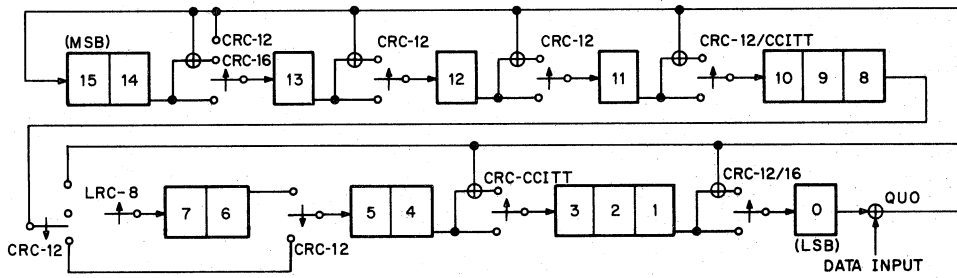 (MSB)
15 14
CRC-12
CRC-16
13
CRC-12
12
CRC-12
11
CRC-12/CCITT
10 9 8
CRC-12
LRC-8
7 6
CRC-12
5 4
CRC-CCITT
3 2 1
CRC-12/16
0
(LSB)
QUO
DATA INPUT